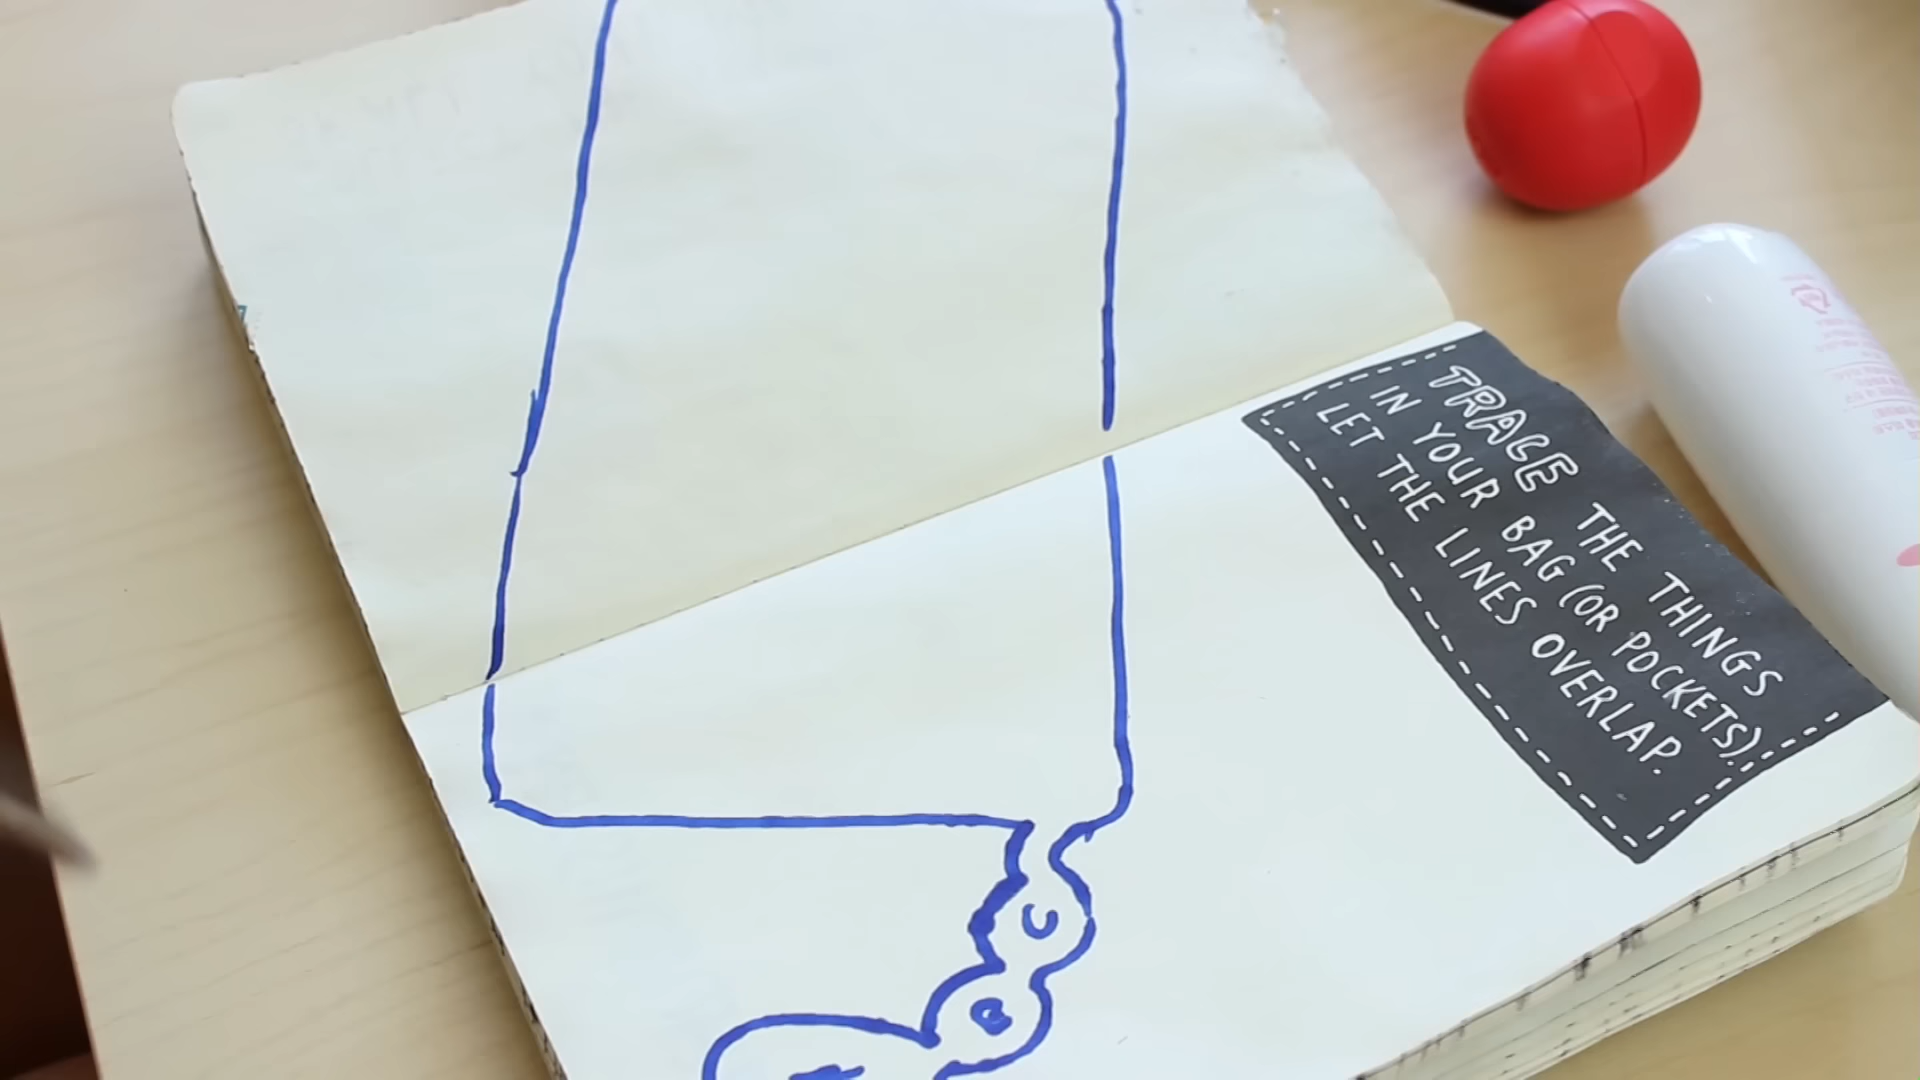 TRACE THE THINGS
IN YOUR BAG (OR POCKETS).
LET THE LINES OVERLAP.